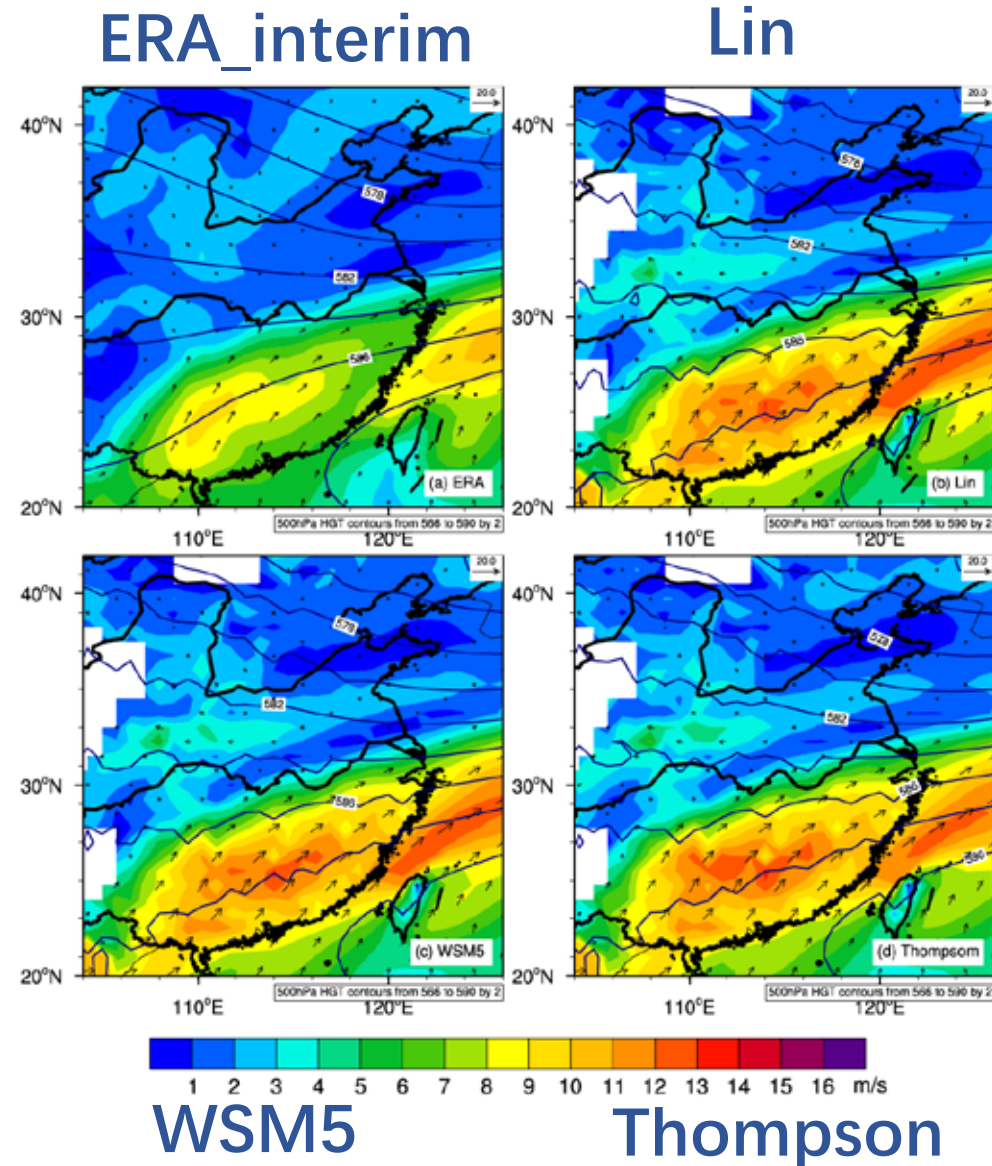 ERA_interim Lin
20.0 20.0
40°N 40°N
578 578
582 582
30°N 30°N
586 585
(a) ERA (b) Lin
20°N 20°N
500hPa HGT contours from 566 to 590 by 2 500hPa HGT contours from 566 to 590 by 2
110°E 120°E 110°E 120°E
20.0 20.0
40°N 40°N
578 578
582 582
30°N 30°N
586 586
590
(c) WSM5 (d) Thompsom
20°N 20°N
500hPa HGT contours from 566 to 590 by 2 500hPa HGT contours from 566 to 590 by 2
110°E 120°E 110°E 120°E
1 2 3 4 5 6 7 8 9 10 11 12 13 14 15 16 m/s
WSM5 Thompson